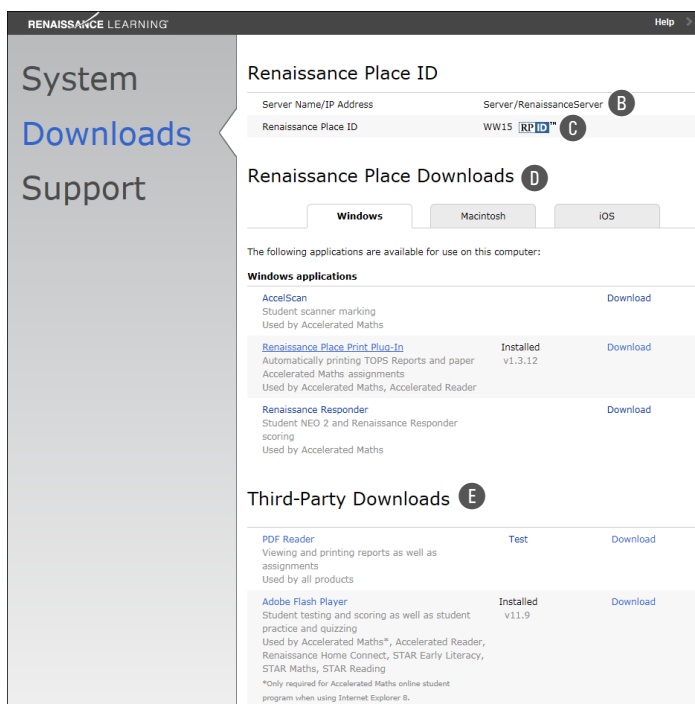 RENAISSANCE LEARNING® Help
System
Downloads
Support
Renaissance Place ID
Server Name/IP Address Server/RenaissanceServer B
Renaissance Place ID WW15 RP ID™ C
Renaissance Place Downloads D
Windows Macintosh iOS
The following applications are available for use on this computer:
Windows applications
AccelScan Download
Student scanner marking
Used by Accelerated Maths
Renaissance Place Print Plug-In Installed Download
Automatically printing TOPS Reports and paper v1.3.12
Accelerated Maths assignments
Used by Accelerated Maths, Accelerated Reader
Renaissance Responder Download
Student NEO 2 and Renaissance Responder
scoring
Used by Accelerated Maths
Third-Party Downloads E
PDF Reader Test Download
Viewing and printing reports as well as
assignments
Used by all products
Adobe Flash Player Installed Download
Student testing and scoring as well as student v11.9
practice and quizzing
Used by Accelerated Maths*, Accelerated Reader,
Renaissance Home Connect, STAR Early Literacy,
STAR Maths, STAR Reading
*Only required for Accelerated Maths online student
program when using Internet Explorer 8.